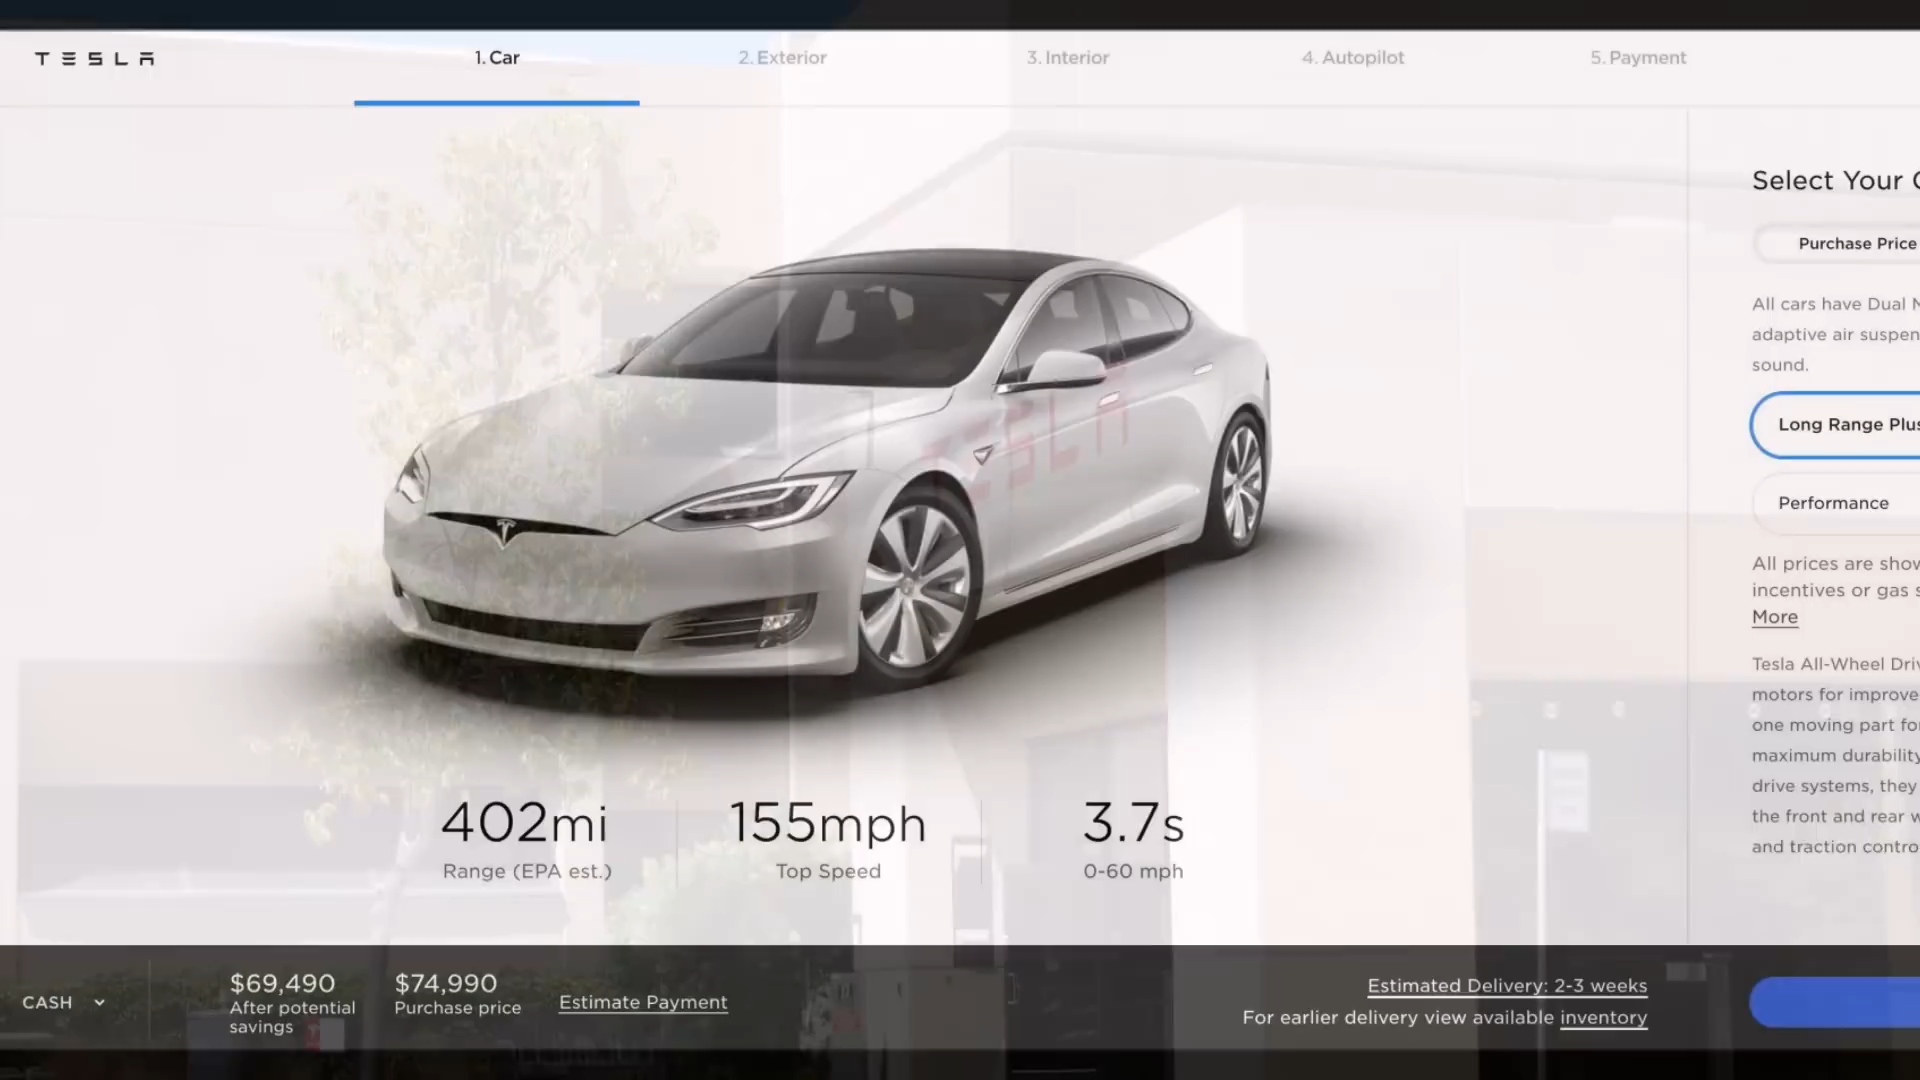 TESLA
1. Car
2. Exterior
3. Interior
4. Autopilot
5. Payment
Select Your
Purchase Price
All cars have Dual
adaptive air suspen
sound.
Long Range Plus
Performance
All prices are show
incentives or gas
More
Tesla All-Wheel Driv
motors for improve
one moving part fo
maximum durability
drive systems, they
the front and rear
and traction contro
TESLA
402mi
Range (EPA est.)
155mph
Top Speed
3.7s
0-60 mph
CASH
$69,490
After potential
savings
$74,990
Purchase price
Estimate Payment
Estimated Delivery: 2-3 weeks
For earlier delivery view available inventory